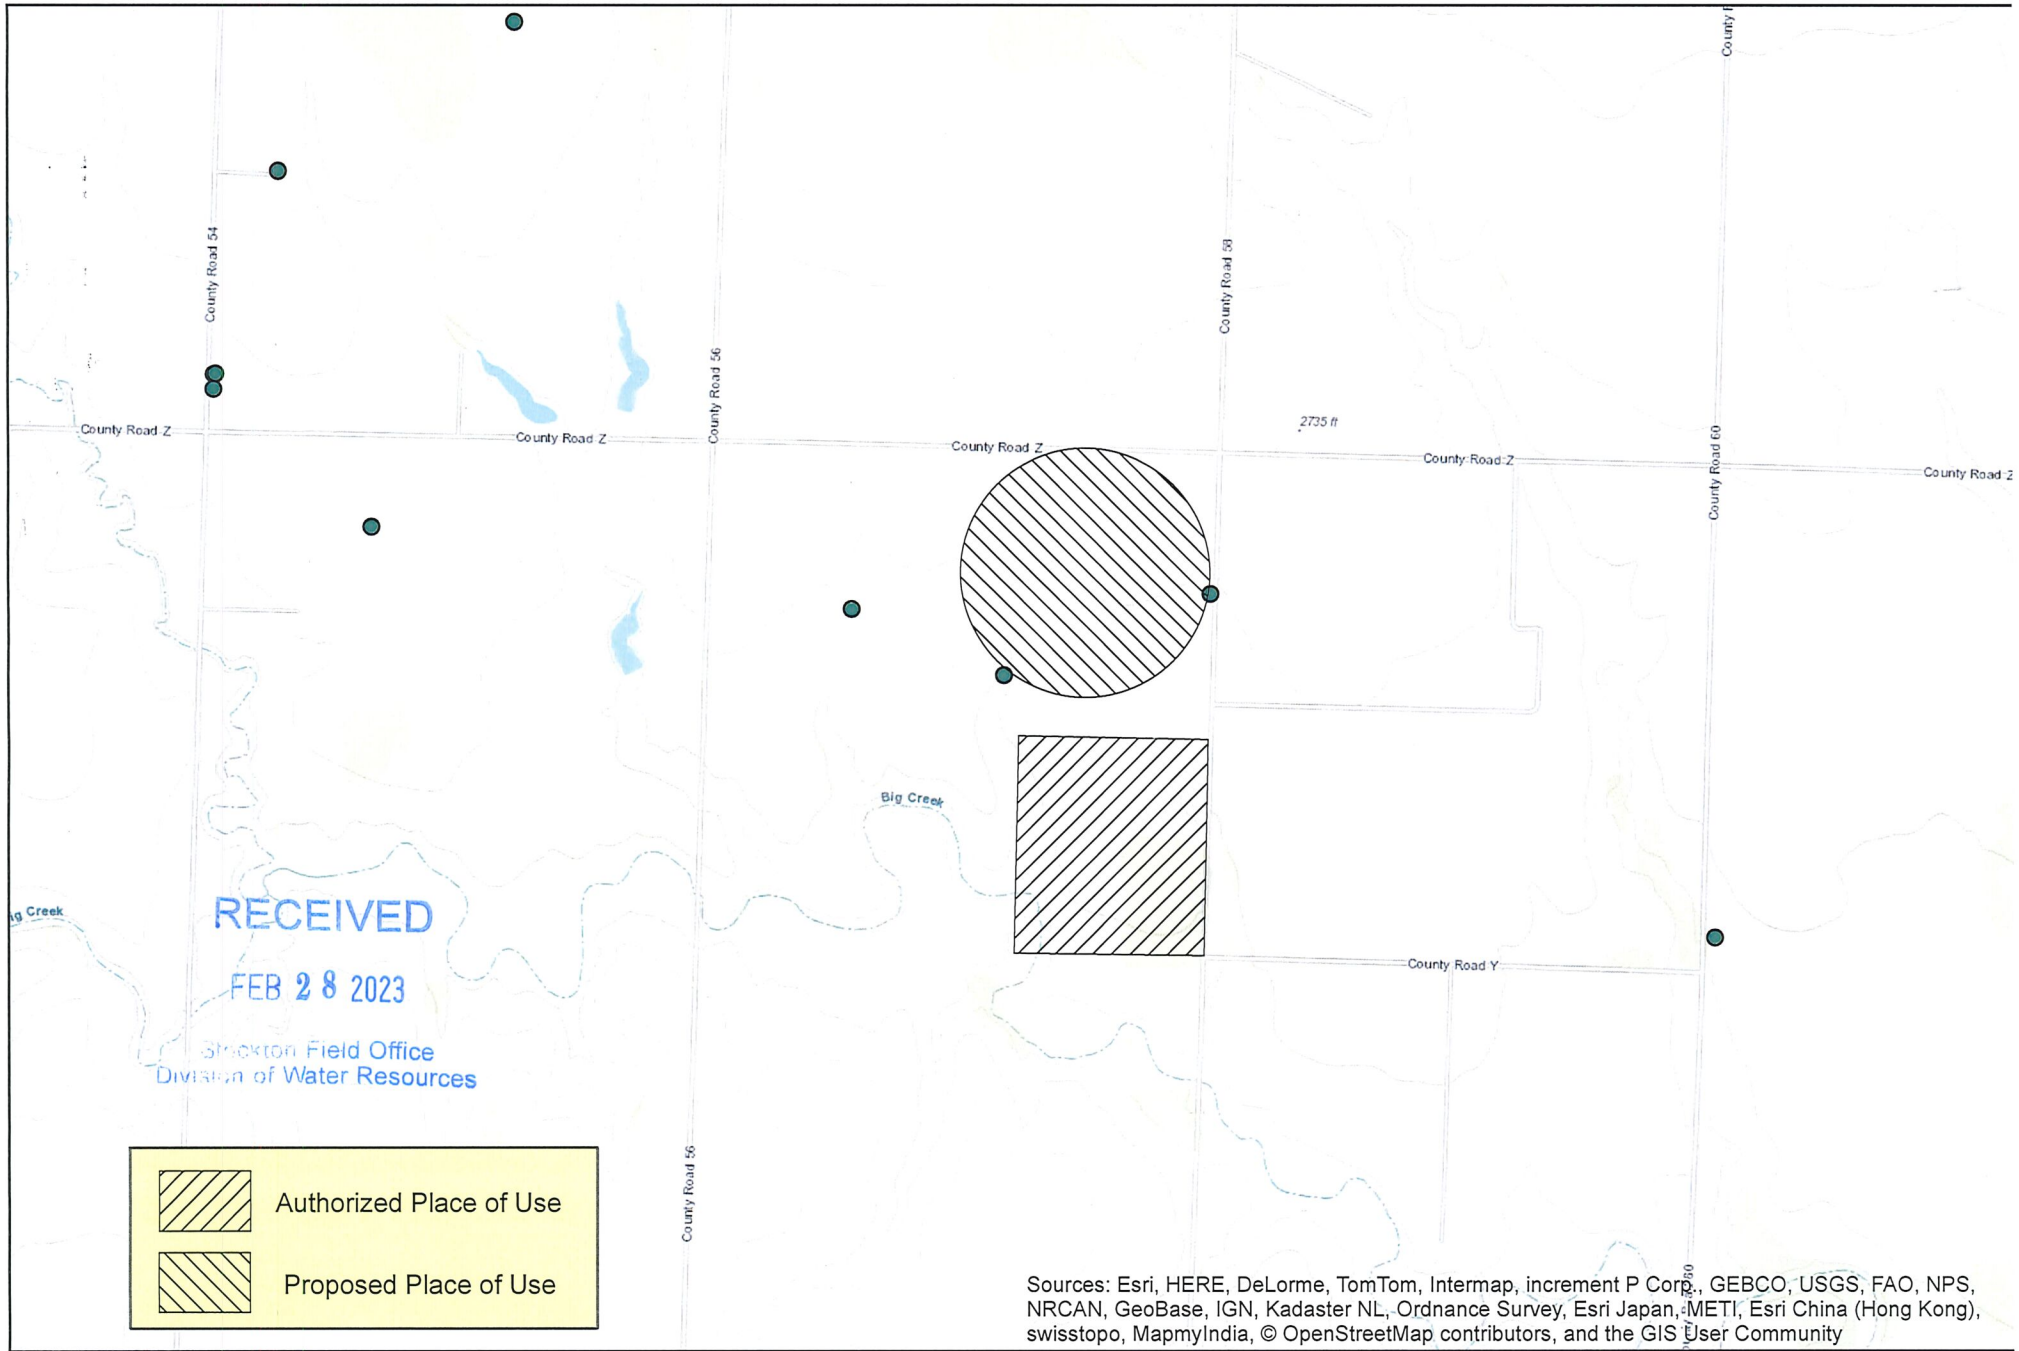 County F
County Road 54
County Road 58
County Road 56
2735 ft
County Road Z
County Road Z
County Road Z
County Road Z
County Road 60
County Road Z
Big Creek
ig Creek
RECEIVED
FEB 28 2023
Stockton Field Office
Division of Water Resources
County Road Y
County Road 56
Authorized Place of Use
Proposed Place of Use
Sources: Esri, HERE, DeLorme, TomTom, Intermap, increment P Corp., GEBCO, USGS, FAO, NPS,
NRCAN, GeoBase, IGN, Kadaster NL, Ordnance Survey, Esri Japan, METI, Esri China (Hong Kong),
swisstopo, MapmyIndia, © OpenStreetMap contributors, and the GIS User Community